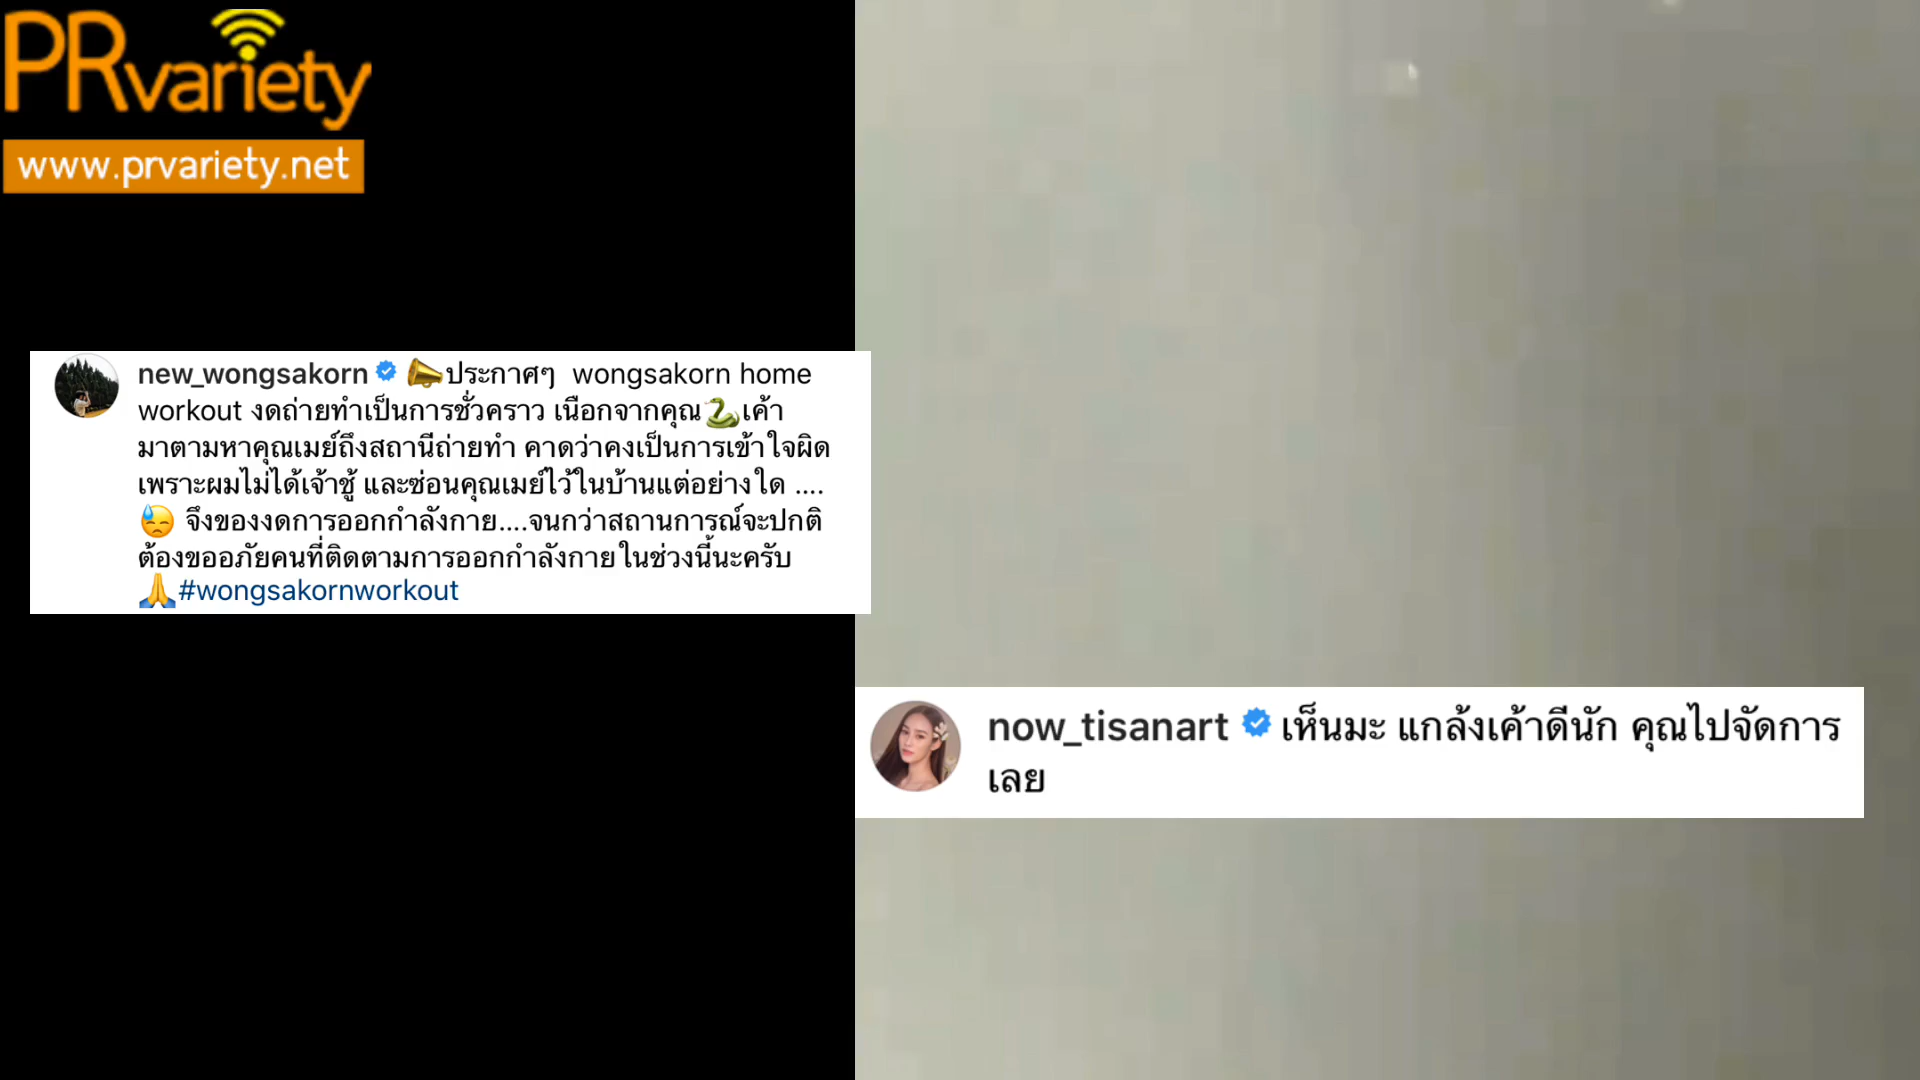 PRvariety
www.prvariety.net
new_wongsakorn 📣ประกาศๆ wongsakorn home
workout งดถ่ายทำเป็นการชั่วคราว เนือกจากคุณ🐍เค้า
มาตามหาคุณเมย์ถึงสถานีถ่ายทำ คาดว่าคงเป็นการเข้าใจผิด
เพราะผมไม่ได้เจ้าชู้ และซ่อนคุณเมย์ไว้ในบ้านแต่อย่างใด ....
😓 จึงของงดการออกกำลังกาย....จนกว่าสถานการณ์จะปกติ
ต้องขออภัยคนที่ติดตามการออกกำลังกายในช่วงนี้นะครับ
🙏#wongsakornworkout
now_tisanart เห็นมะ แกล้งเค้าดีนัก คุณไปจัดการ
เลย